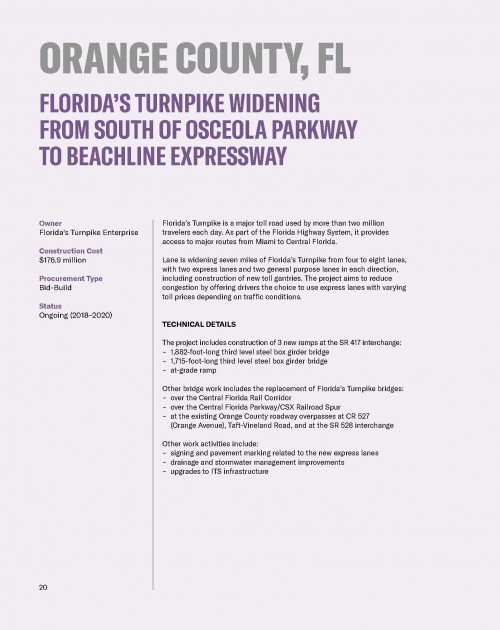 ORANGE COUNTY, FL
FLORIDA'S TURNPIKE WIDENING
FROM SOUTH OF OSCEOLA PARKWAY
TO BEACHLINE EXPRESSWAY
Owner
Florida's Turnpike Enterprise
Construction Cost
$176.9 million
Procurement Type
Bid-Build
Status
Ongoing (2018–2020)
Florida's Turnpike is a major toll road used by more than two million
travelers each day. As part of the Florida Highway System, it provides
access to major routes from Miami to Central Florida.
Lane is widening seven miles of Florida's Turnpike from four to eight lanes,
with two express lanes and two general purpose lanes in each direction,
including construction of new toll gantries. The project aims to reduce
congestion by offering drivers the choice to use express lanes with varying
toll prices depending on traffic conditions.
TECHNICAL DETAILS
The project includes construction of 3 new ramps at the SR 417 interchange:
– 1,882-foot-long third level steel box girder bridge
– 1,715-foot-long third level steel box girder bridge
– at-grade ramp
Other bridge work includes the replacement of Florida's Turnpike bridges:
– over the Central Florida Rail Corridor
– over the Central Florida Parkway/CSX Railroad Spur
– at the existing Orange County roadway overpasses at CR 527
(Orange Avenue), Taft-Vineland Road, and at the SR 528 interchange
Other work activities include:
– signing and pavement marking related to the new express lanes
– drainage and stormwater management improvements
– upgrades to ITS infrastructure
20